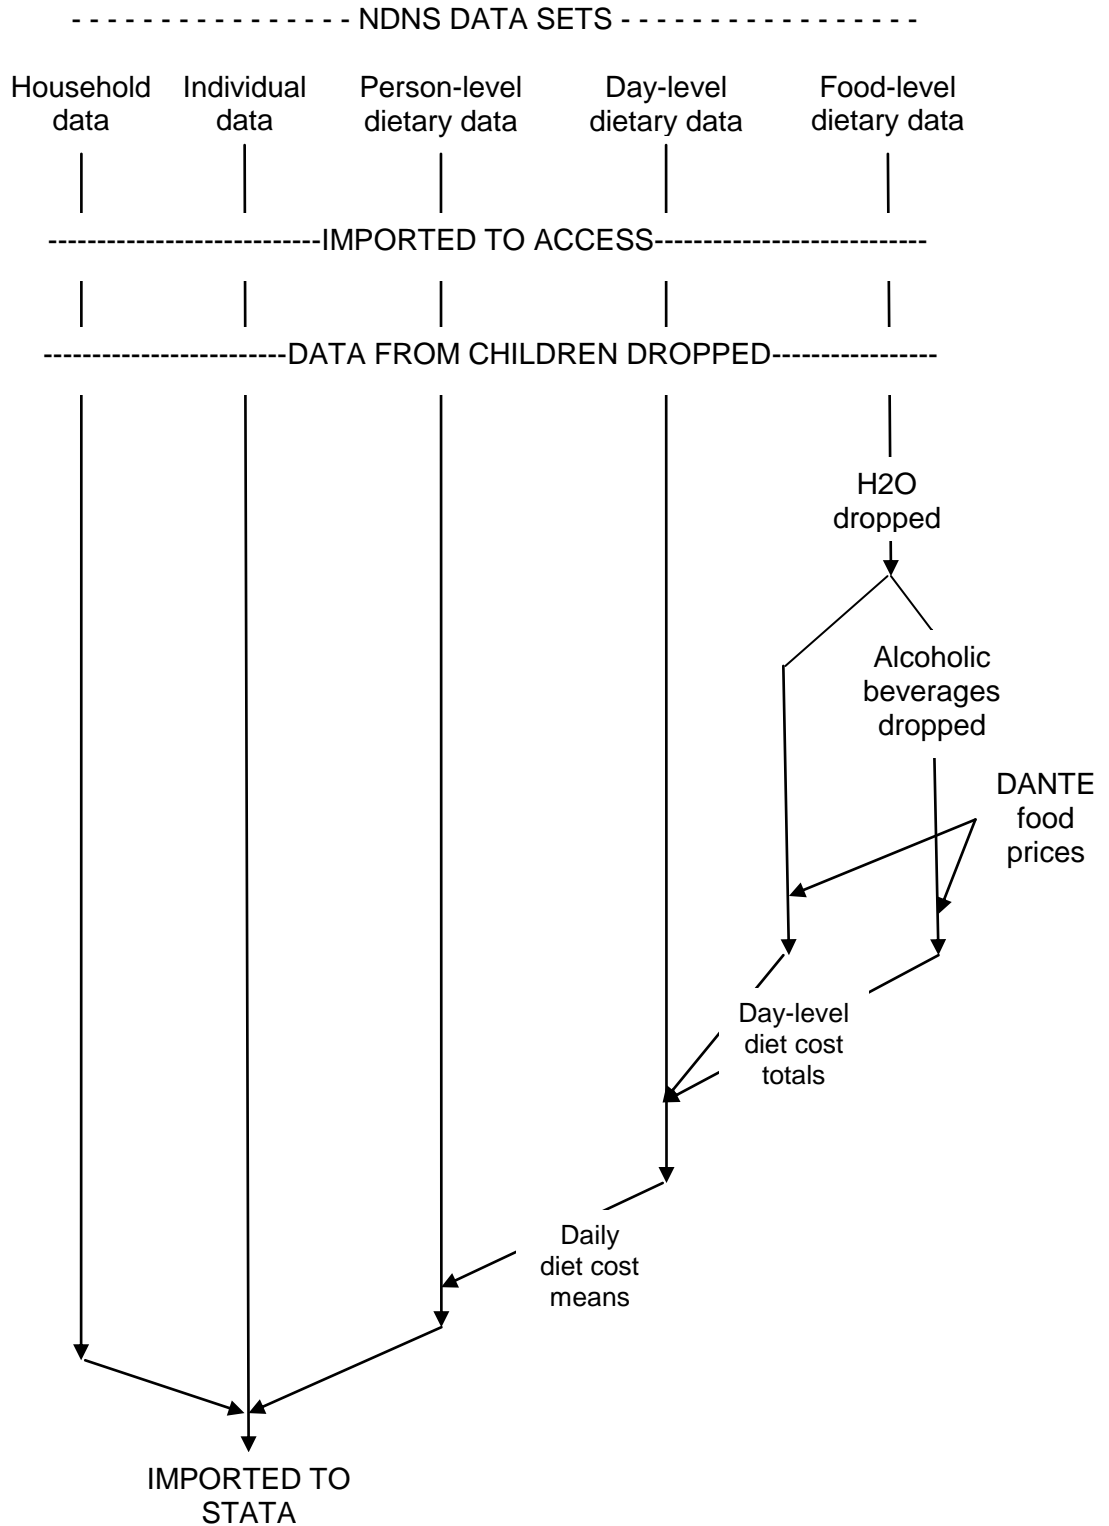 - - - - - - - - - - - - - - - - NDNS DATA SETS - - - - - - - - - - - - - - - - -
Household
data
Individual
data
Person-level
dietary data
Day-level
dietary data
Food-level
dietary data
----------------------------IMPORTED TO ACCESS----------------------------
-------------------------DATA FROM CHILDREN DROPPED-----------------
H2O
dropped
Alcoholic
beverages
dropped
DANTE
food
prices
Day-level
diet cost
totals
Daily
diet cost
means
IMPORTED TO
STATA